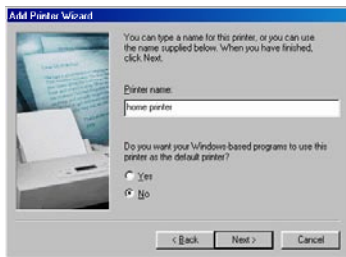 Add Printer Wizard
You can type a name for this printer, or you can use
the name supplied below. When you have finished,
click Next.
Printer name:
home printer
Do you want your Windows-based programs to use this
printer as the default printer?
Yes
No
< Back
Next >
Cancel